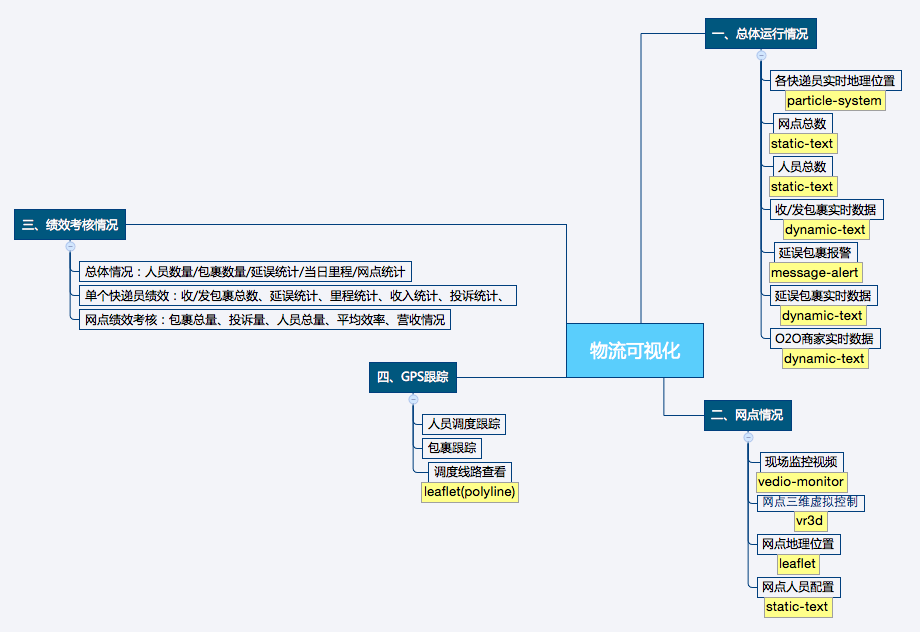 物流可视化
一、总体运行情况
各快递员实时地理位置
particle-system
网点总数
static-text
人员总数
static-text
收/发包裹实时数据
dynamic-text
延误包裹报警
message-alert
延误包裹实时数据
dynamic-text
O2O商家实时数据
dynamic-text
二、网点情况
现场监控视频
vedio-monitor
网点三维虚拟控制
vr3d
网点地理位置
leaflet
网点人员配置
static-text
三、绩效考核情况
总体情况：人员数量/包裹数量/延误统计/当日里程/网点统计
单个快递员绩效：收/发包裹总数、延误统计、里程统计、收入统计、投诉统计、
网点绩效考核：包裹总量、投诉量、人员总量、平均效率、营收情况
四、GPS跟踪
人员调度跟踪
包裹跟踪
调度线路查看
leaflet(polyline)